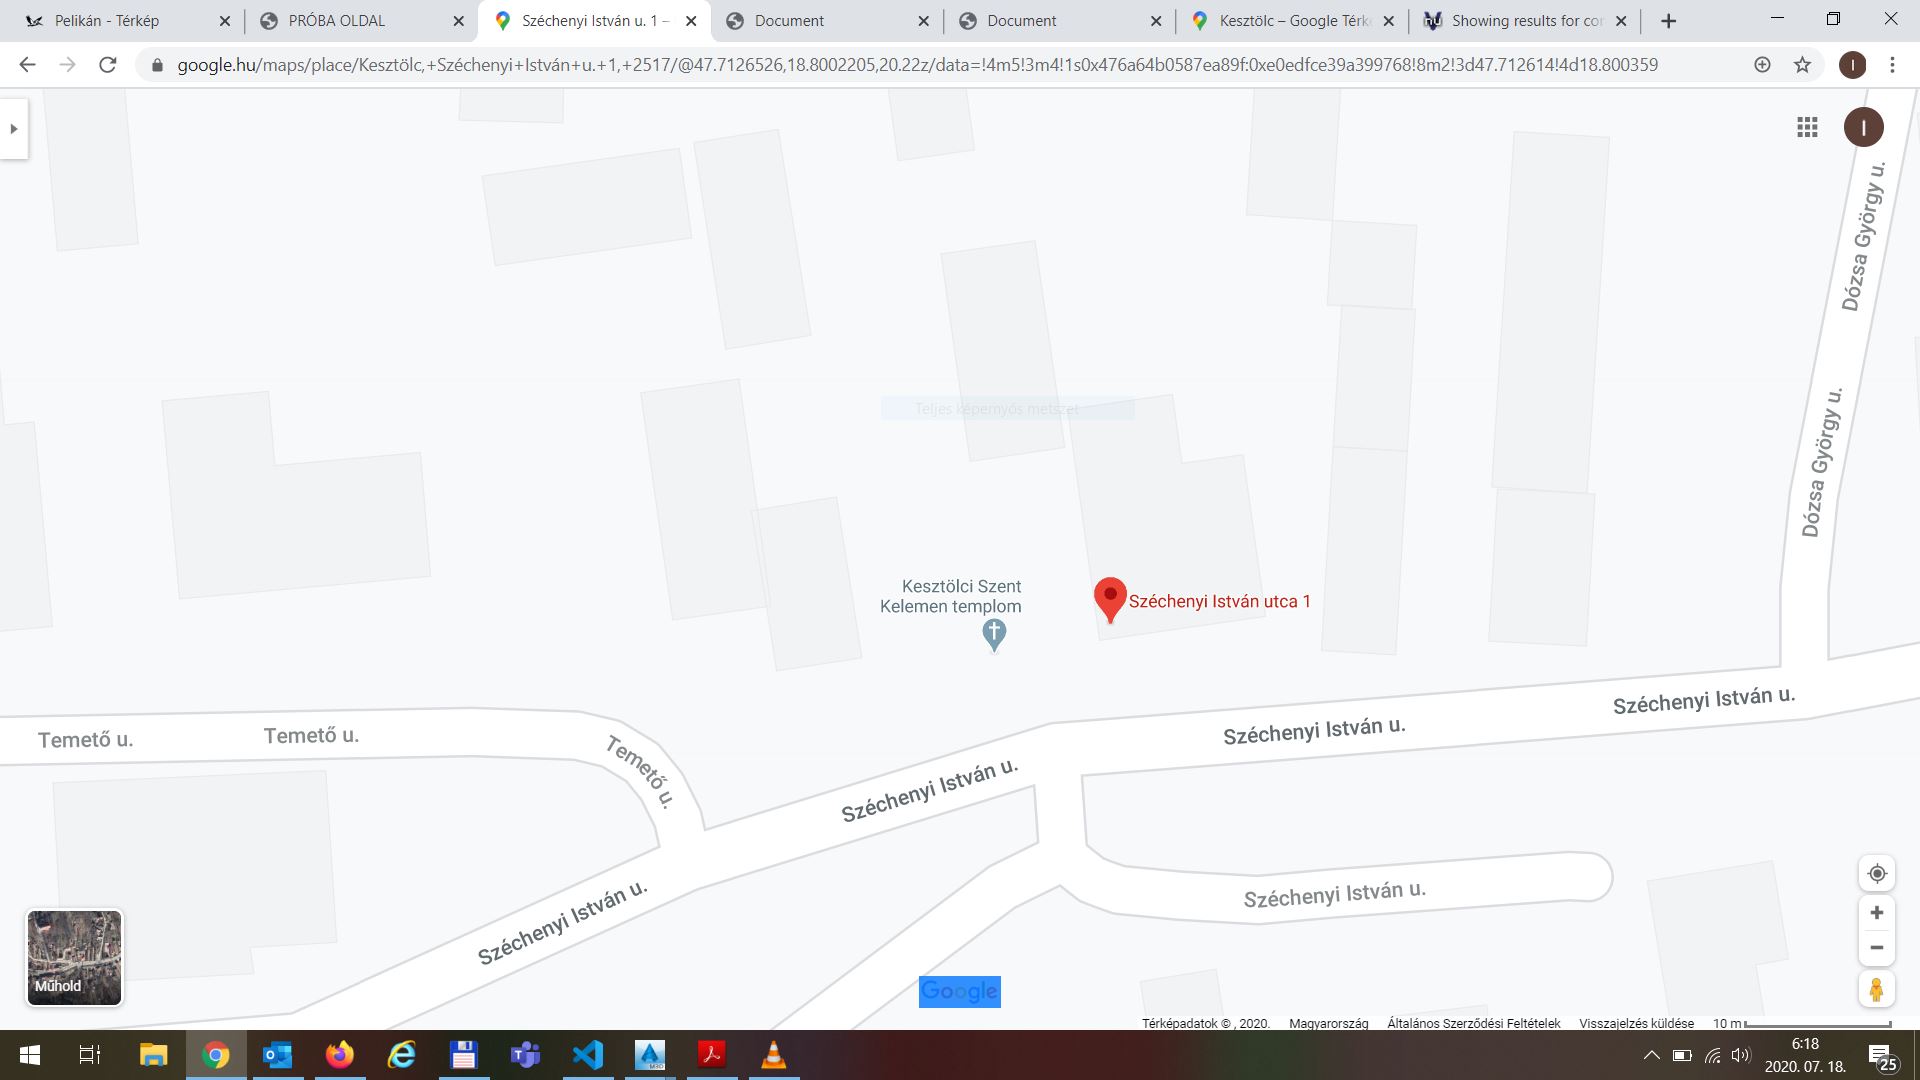 Pelikán - Térkép
PRÓBA OLDAL
Széchenyi István u. 1 –
Document
Document
Kesztölc – Google Térk
Showing results for cor
google.hu/maps/place/Kesztölc,+Széchenyi+István+u.+1,+2517/@47.7126526,18.8002205,20.22z/data=!4m5!3m4!1s0x476a64b0587ea89f:0xe0edfce39a399768!8m2!3d47.712614!4d18.800359
I
I
Dózsa György u.
Dózsa György u.
Teljes képernyős metszet
Kesztölci Szent
Kelemen templom
Széchenyi István utca 1
Temető u.
Temető u.
Temető u.
Széchenyi István u.
Széchenyi István u.
Széchenyi István u.
Széchenyi István u.
Széchenyi István u.
Műhold
Google
Térképadatok © , 2020.
Magyarország
Általános Szerződési Feltételek
Visszajelzés küldése
10 m
6:18
2020. 07. 18.
25